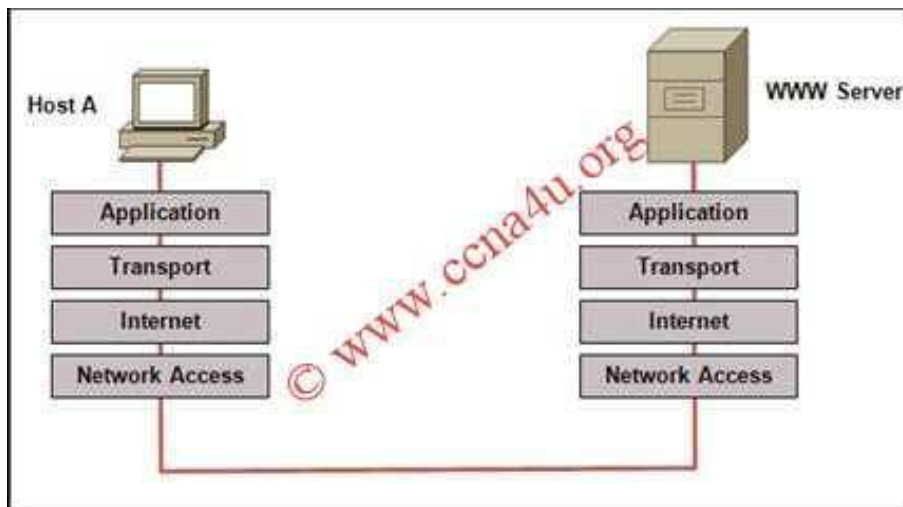 Host A
WWW Server
Application
Transport
Internet
Network Access
Application
Transport
Internet
Network Access
© www.ccna4u.org